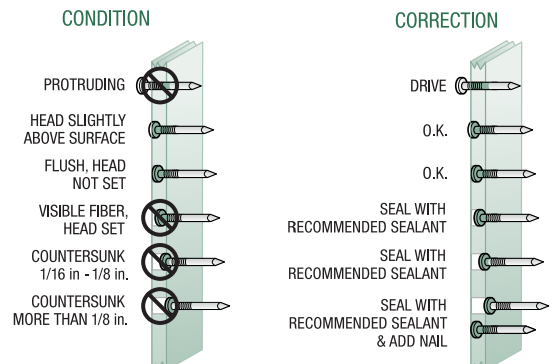 CONDITION
PROTRUDING
HEAD SLIGHTLY
ABOVE SURFACE
FLUSH, HEAD
NOT SET
VISIBLE FIBER,
HEAD SET
COUNTERSUNK
1/16 in - 1/8 in.
COUNTERSUNK
MORE THAN 1/8 in.
CORRECTION
DRIVE
O.K.
O.K.
SEAL WITH
RECOMMENDED SEALANT
SEAL WITH
RECOMMENDED SEALANT
SEAL WITH
RECOMMENDED SEALANT
& ADD NAIL